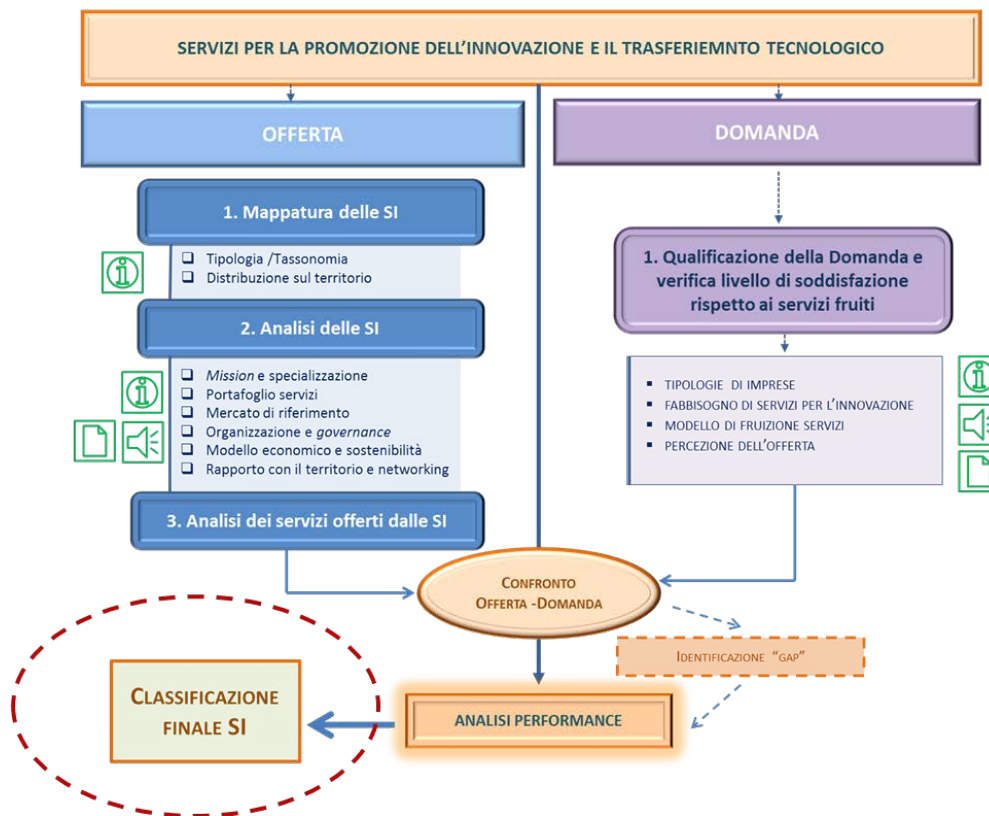 SERVIZI PER LA PROMOZIONE DELL'INNOVAZIONE E IL TRASFERIEMNTO TECNOLOGICO
OFFERTA
1. Mappatura delle SI
Tipologia /Tassonomia
Distribuzione sul territorio
2. Analisi delle SI
Mission e specializzazione
Portafoglio servizi
Mercato di riferimento
Organizzazione e governance
Modello economico e sostenibilità
Rapporto con il territorio e networking
3. Analisi dei servizi offerti dalle SI
DOMANDA
1. Qualificazione della Domanda e
verifica livello di soddisfazione
rispetto ai servizi fruiti
TIPOLOGIE DI IMPRESE
FABBISOGNO DI SERVIZI PER L'INNOVAZIONE
MODELLO DI FRUIZIONE SERVIZI
PERCEZIONE DELL'OFFERTA
CONFRONTO
OFFERTA -DOMANDA
IDENTIFICAZIONE "GAP"
ANALISI PERFORMANCE
CLASSIFICAZIONE
FINALE SI